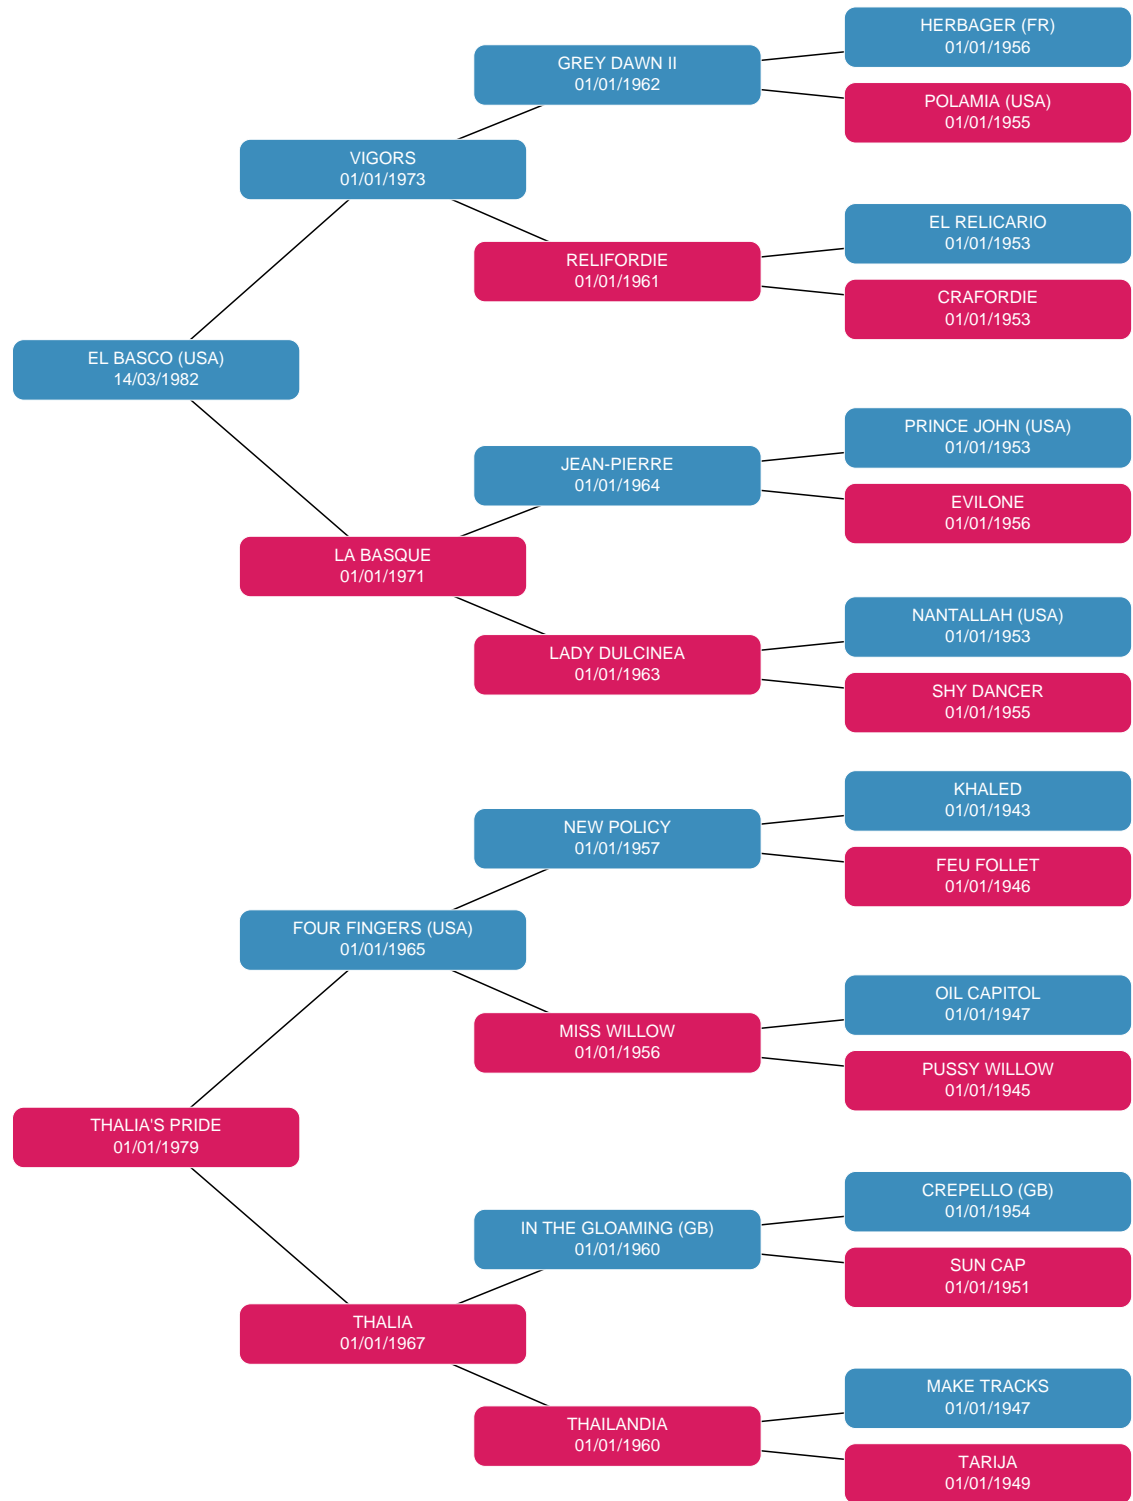 HERBAGER (FR)
01/01/1956
GREY DAWN II
01/01/1962
POLAMIA (USA)
01/01/1955
VIGORS
01/01/1973
EL RELICARIO
01/01/1953
RELIFORDIE
01/01/1961
CRAFORDIE
01/01/1953
EL BASCO (USA)
14/03/1982
PRINCE JOHN (USA)
01/01/1953
JEAN-PIERRE
01/01/1964
EVILONE
01/01/1956
LA BASQUE
01/01/1971
NANTALLAH (USA)
01/01/1953
LADY DULCINEA
01/01/1963
SHY DANCER
01/01/1955
KHALED
01/01/1943
NEW POLICY
01/01/1957
FEU FOLLET
01/01/1946
FOUR FINGERS (USA)
01/01/1965
OIL CAPITOL
01/01/1947
MISS WILLOW
01/01/1956
PUSSY WILLOW
01/01/1945
THALIA'S PRIDE
01/01/1979
CREPELLO (GB)
01/01/1954
IN THE GLOAMING (GB)
01/01/1960
SUN CAP
01/01/1951
THALIA
01/01/1967
MAKE TRACKS
01/01/1947
THAILANDIA
01/01/1960
TARIJA
01/01/1949